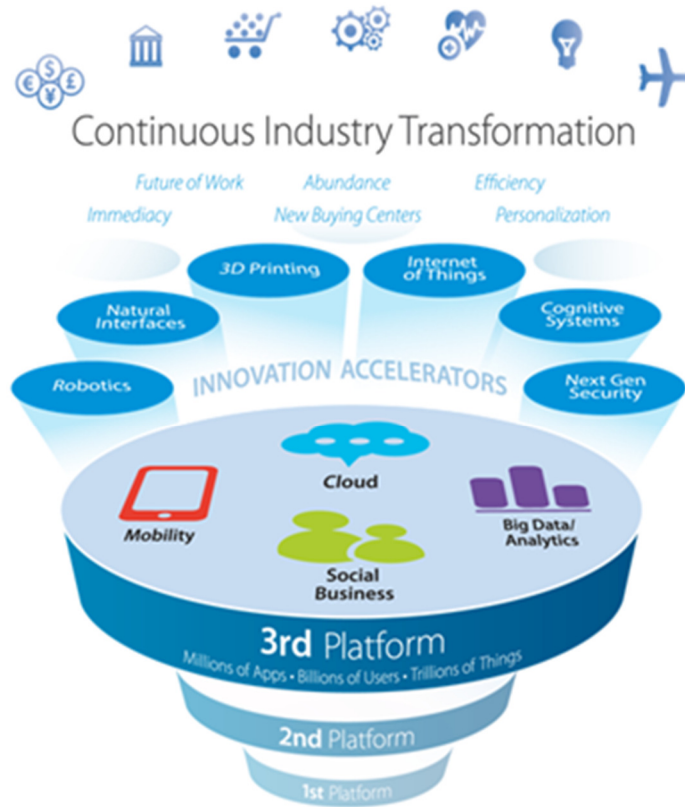 € $ £ ¥
Continuous Industry Transformation
Future of Work Abundance Efficiency
Immediacy New Buying Centers Personalization
3D Printing
Internet
of Things
Natural
Interfaces
Cognitive
Systems
Robotics
INNOVATION ACCELERATORS
Next Gen
Security
Cloud
Mobility
Big Data/
Analytics
Social
Business
3rd Platform
Millions of Apps • Billions of Users • Trillions of Things
2nd Platform
1st Platform